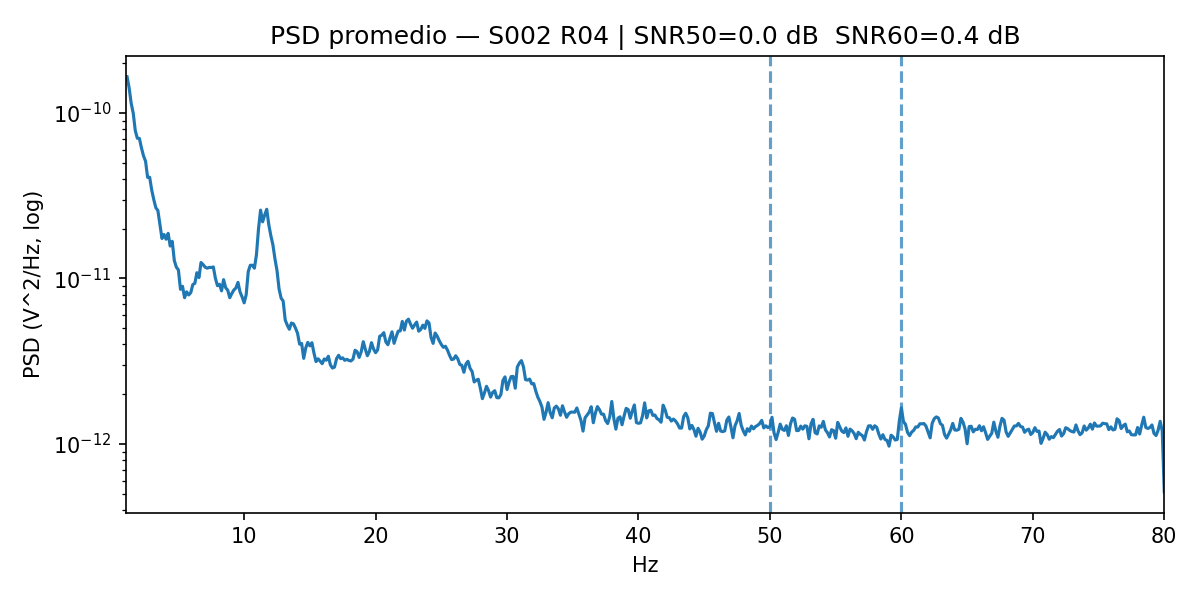 PSD promedio — S002 R04 | SNR50=0.0 dB  SNR60=0.4 dB
PSD (V^2/Hz, log)
10⁻¹⁰
10⁻¹¹
10⁻¹²
10 20 30 40 50 60 70 80
Hz